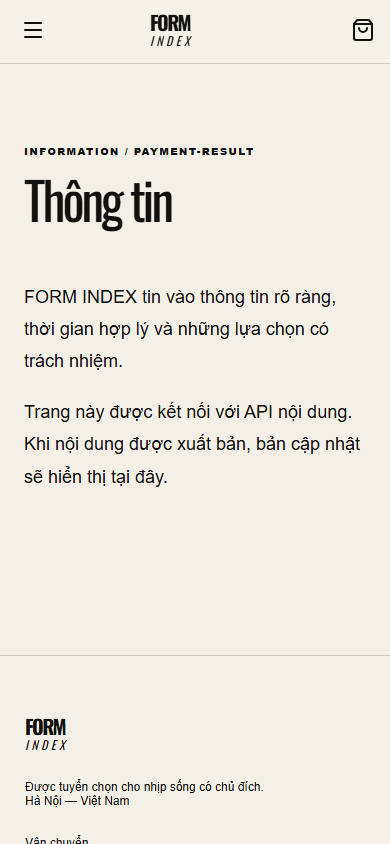 FORM
INDEX
INFORMATION / PAYMENT-RESULT
Thông tin
FORM INDEX tin vào thông tin rõ ràng,
thời gian hợp lý và những lựa chọn có
trách nhiệm.
Trang này được kết nối với API nội dung.
Khi nội dung được xuất bản, bản cập nhật
sẽ hiển thị tại đây.
FORM
INDEX
Được tuyển chọn cho nhịp sống có chủ đích.
Hà Nội — Việt Nam
Vận chuyển